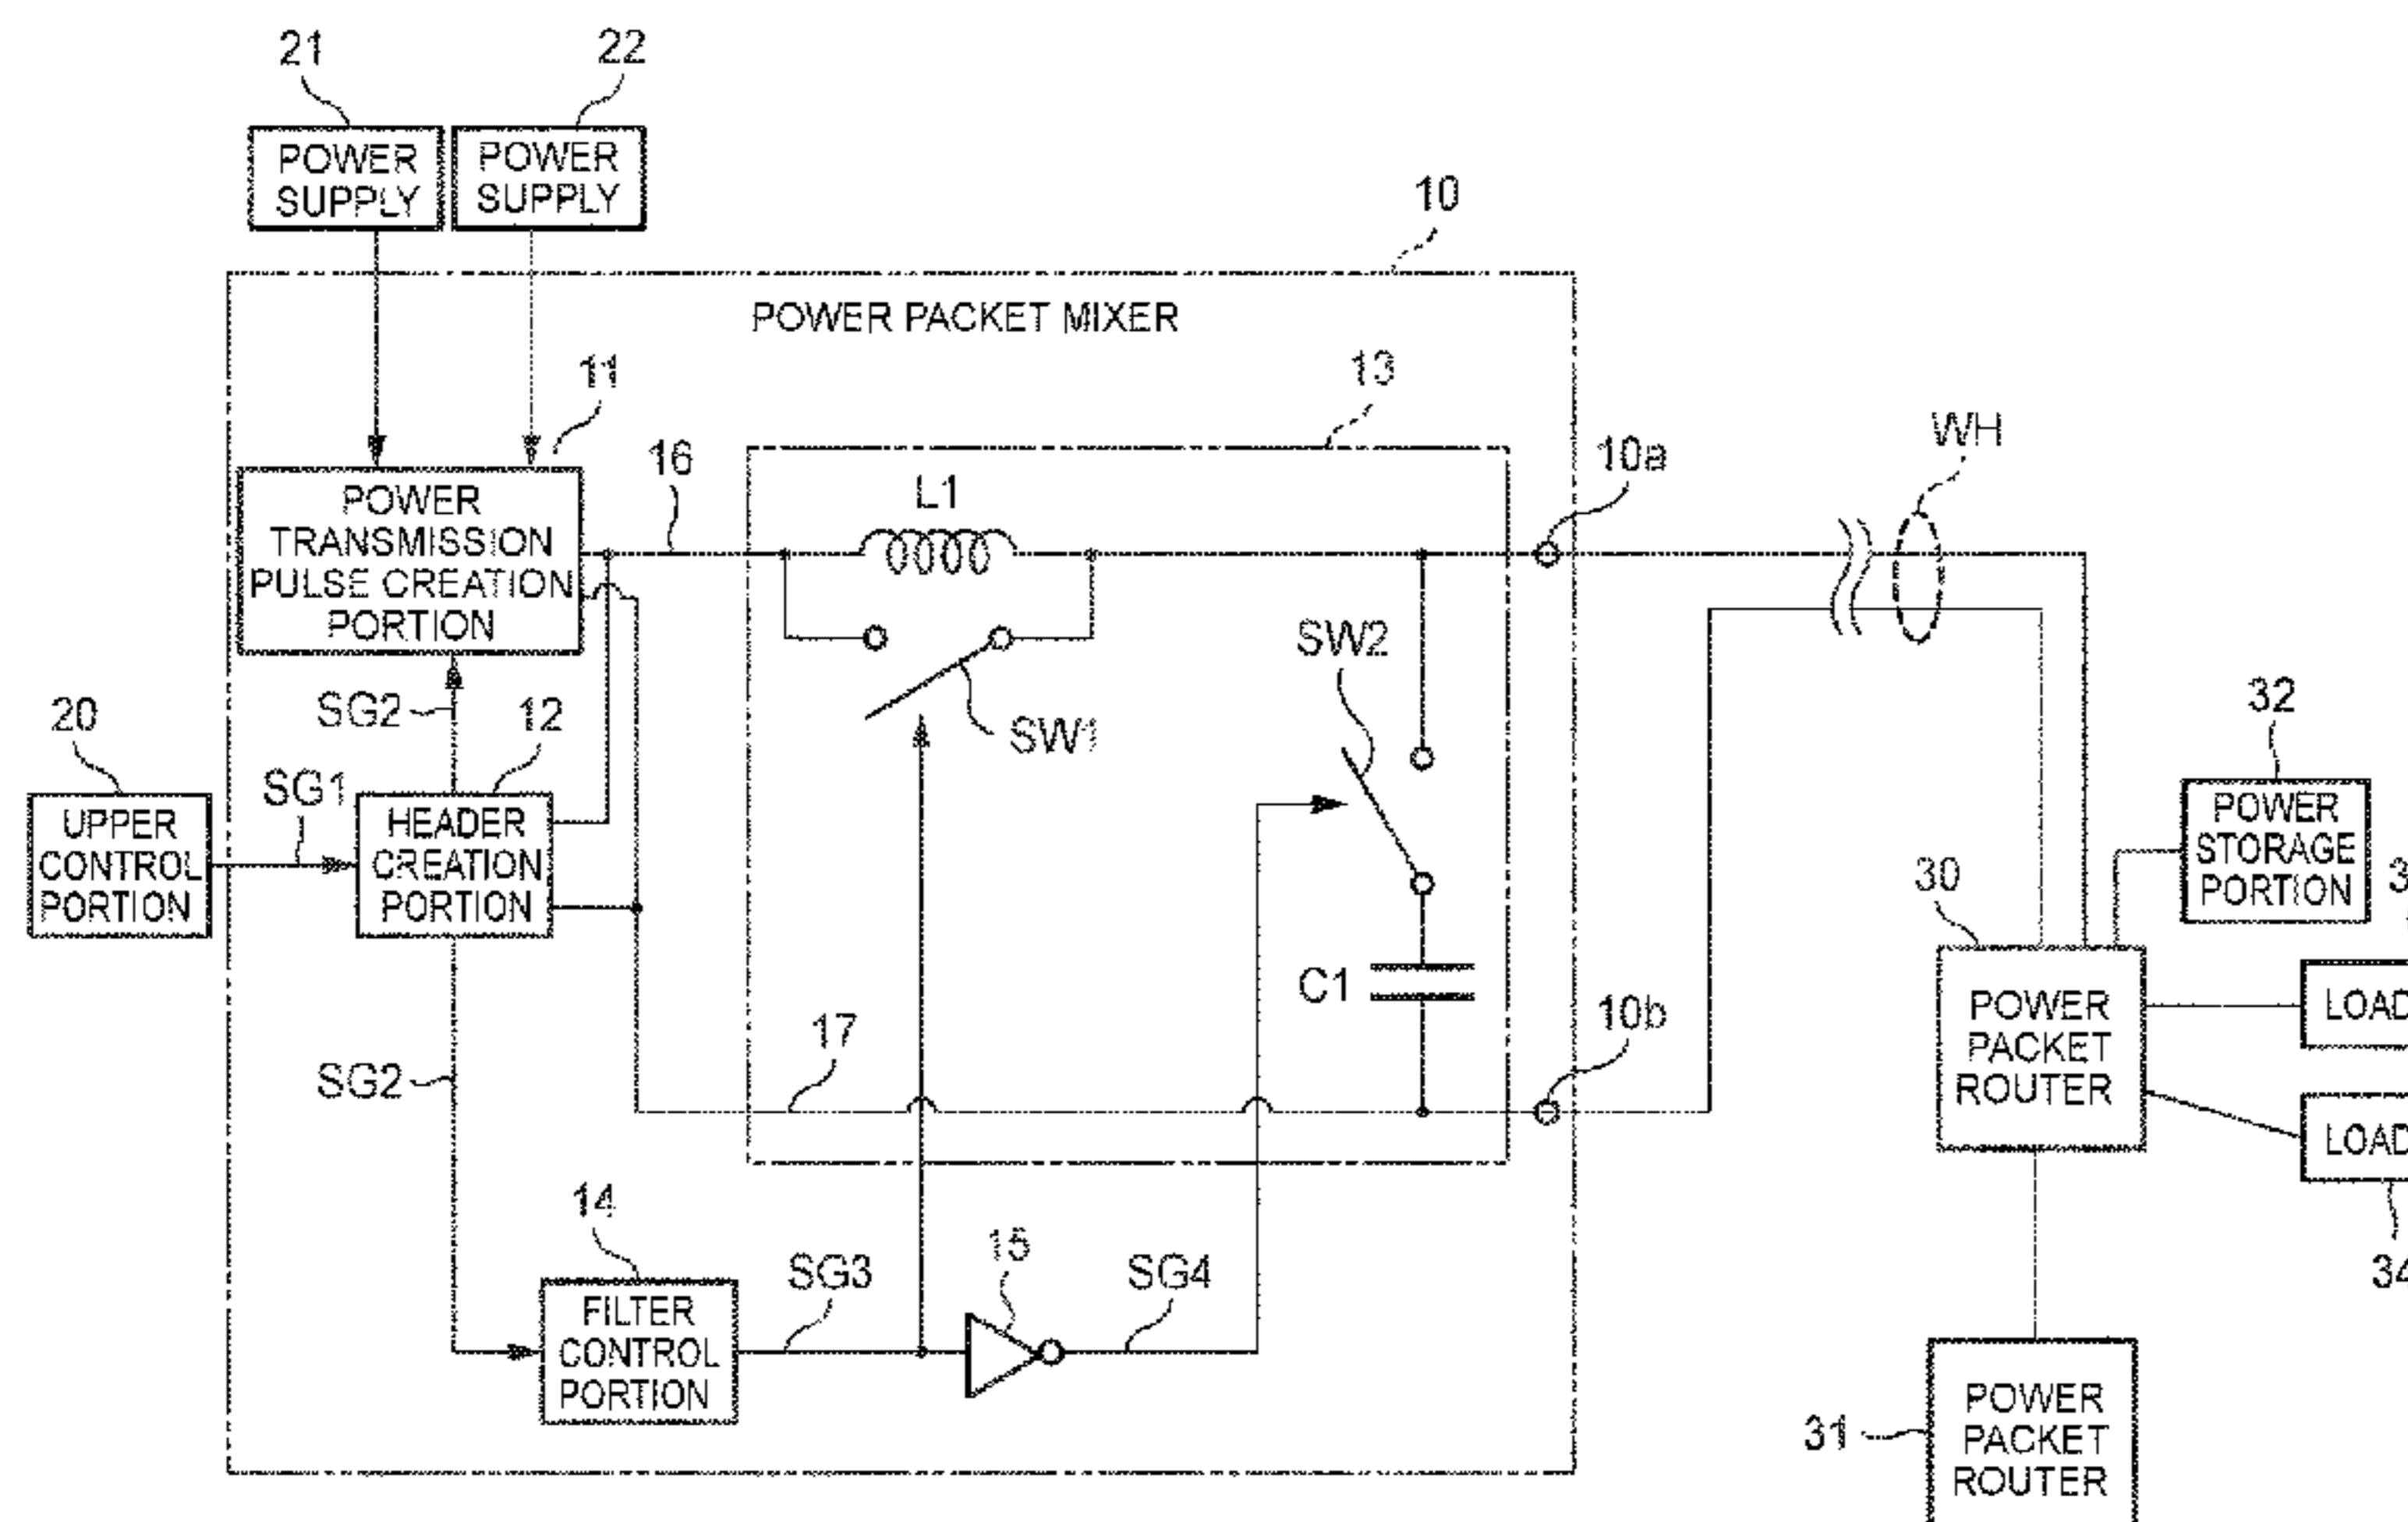 21
22
POWER
SUPPLY
POWER
SUPPLY
10
POWER PACKET MIXER
11
13
16
10a
WH
L1
POWER
TRANSMISSION
PULSE CREATION
PORTION
SW2
SG2
12
SW1
20
SG1
32
UPPER
CONTROL
PORTION
HEADER
CREATION
PORTION
POWER
STORAGE
PORTION
30
C1
10b
17
SG2
POWER
PACKET
ROUTER
LOAD
LOAD
14
15
SG3
SG4
34
FILTER
CONTROL
PORTION
31
POWER
PACKET
ROUTER